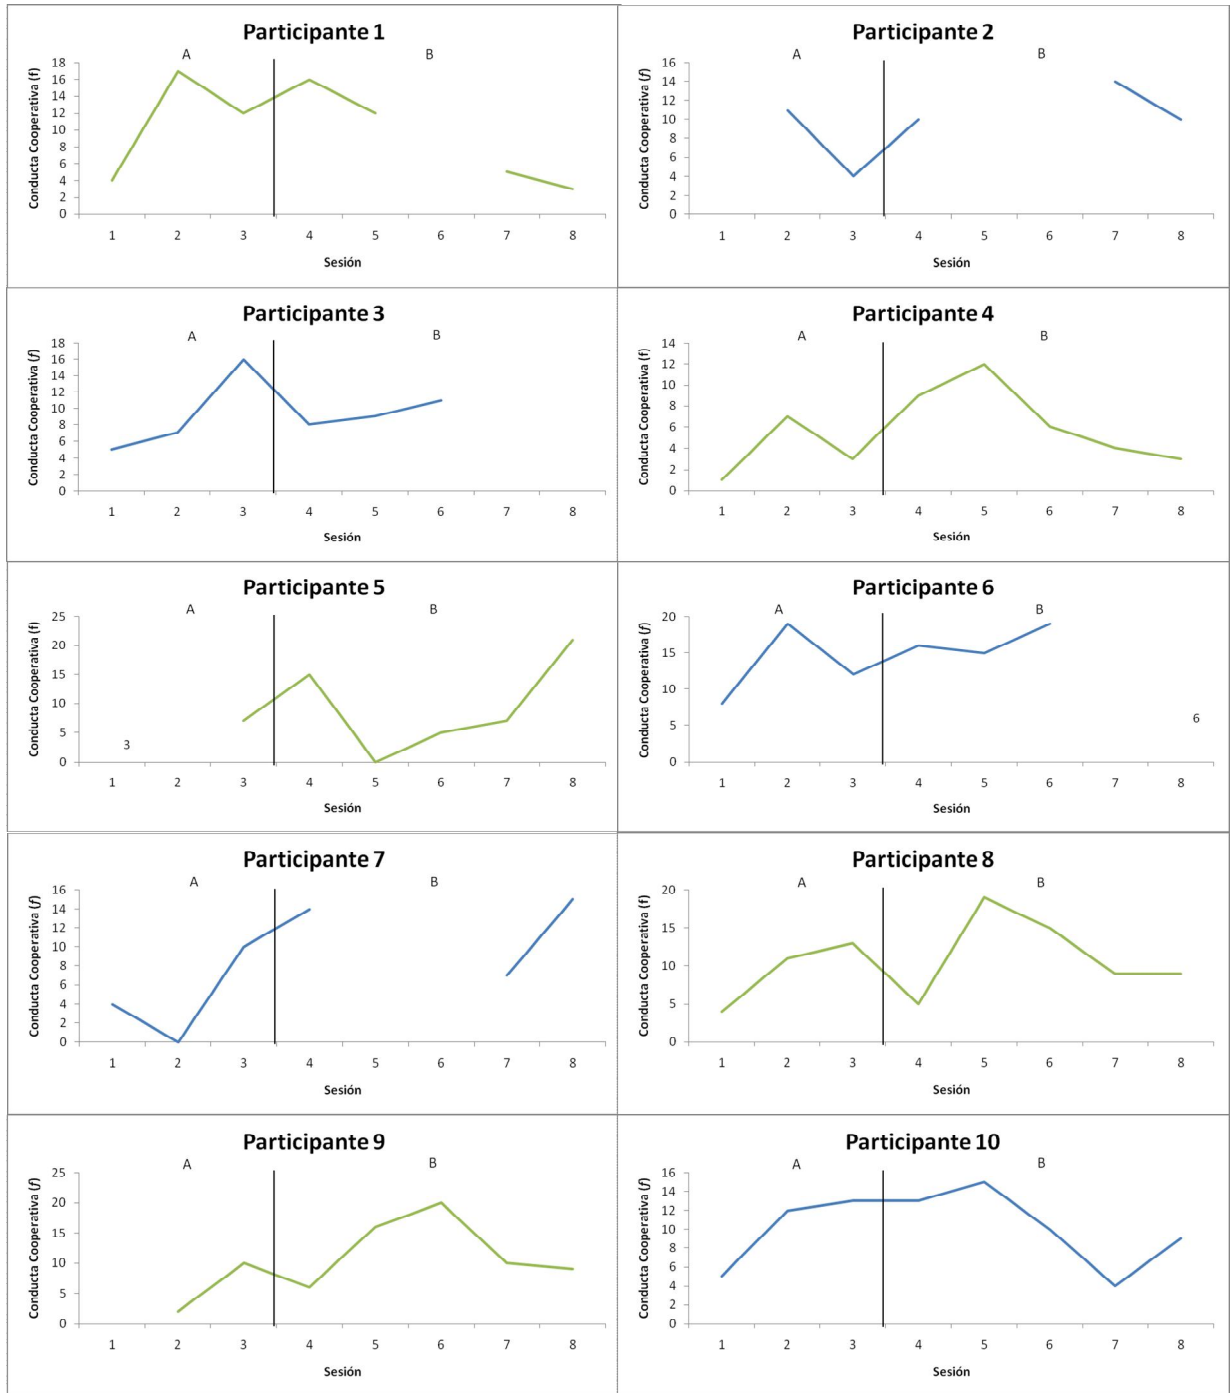 Participante 1
A B
Conducta Cooperativa (f)
18
16
14
12
10
8
6
4
2
0
1 2 3 4 5 6 7 8
Sesión
Participante 2
A B
Conducta Cooperativa (f)
16
14
12
10
8
6
4
2
0
1 2 3 4 5 6 7 8
Sesión
Participante 3
A B
Conducta Cooperativa (f)
18
16
14
12
10
8
6
4
2
0
1 2 3 4 5 6 7 8
Sesión
Participante 4
A B
Conducta Cooperativa (f)
14
12
10
8
6
4
2
0
1 2 3 4 5 6 7 8
Sesión
Participante 5
A B
Conducta Cooperativa (f)
25
20
15
10
5
0
3
1 2 3 4 5 6 7 8
Sesión
Participante 6
A B
Conducta Cooperativa (f)
20
15
10
5
0
6
1 2 3 4 5 6 7 8
Sesión
Participante 7
A B
Conducta Cooperativa (f)
16
14
12
10
8
6
4
2
0
1 2 3 4 5 6 7 8
Sesión
Participante 8
A B
Conducta Cooperativa (f)
20
15
10
5
0
1 2 3 4 5 6 7 8
Sesión
Participante 9
A B
Conducta Cooperativa (f)
25
20
15
10
5
0
1 2 3 4 5 6 7 8
Sesión
Participante 10
A B
Conducta Cooperativa (f)
16
14
12
10
8
6
4
2
0
1 2 3 4 5 6 7 8
Sesión